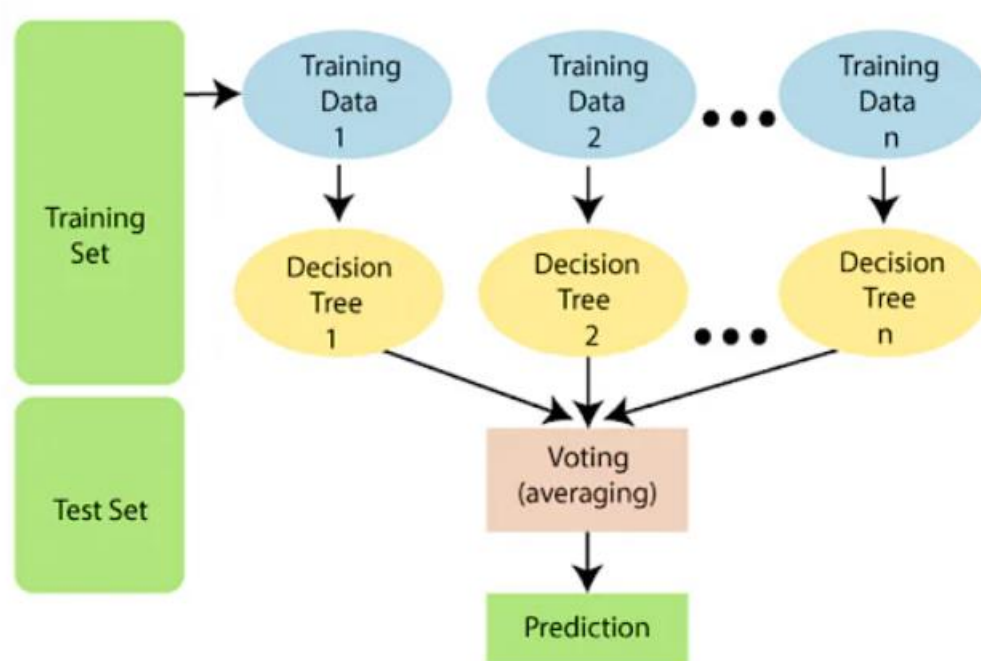 Training
Set
Test Set
Training
Data
1
Training
Data
2
Training
Data
n
Decision
Tree
1
Decision
Tree
2
Decision
Tree
n
Voting
(averaging)
Prediction